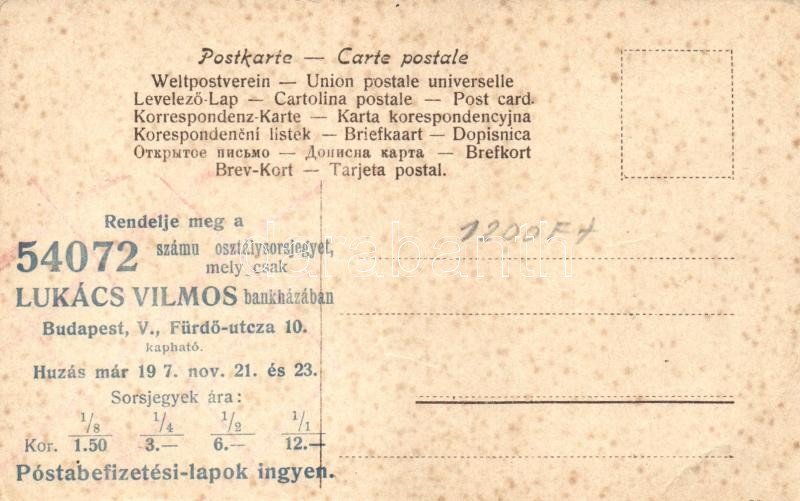 Postkarte — Carte postale
Weltpostverein — Union postale universelle
Levelező-Lap — Cartolina postale — Post card.
Korrespondenz-Karte — Karta korespondencyjna
Korespondenční listek — Briefkaart — Dopisnica
Открытое письмо — Дописна карта — Brefkort
Brev-Kort — Tarjeta postal.
1200Ft
Rendelje meg a
54072 számu osztálysorsjegyet,
mely csak
LUKÁCS VILMOS bankházában
Budapest, V., Fürdő-utcza 10.
kapható.
Huzás már 19 7. nov. 21. és 23.
Sorsjegyek ára:
1/8 1/4 1/2 1/1
Kor. 1.50 3.— 6.— 12.—
Póstabefizetési-lapok ingyen.
darabanth